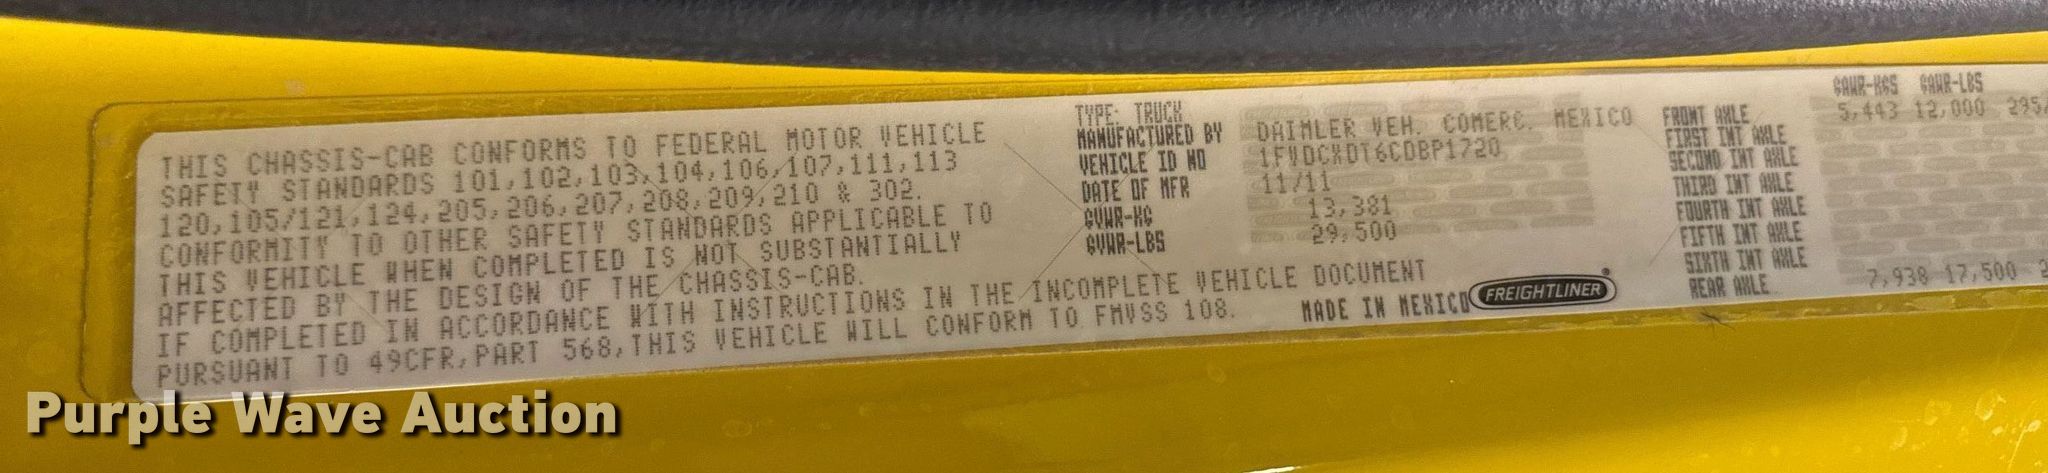 THIS CHASSIS-CAB CONFORMS TO FEDERAL MOTOR VEHICLE
SAFETY STANDARDS 101,102,103,104,106,107,111,113
120,105/121,124,205,206,207,208,209,210 & 302.
CONFORMITY TO OTHER SAFETY STANDARDS APPLICABLE TO
THIS VEHICLE WHEN COMPLETED IS NOT SUBSTANTIALLY
AFFECTED BY THE DESIGN OF THE CHASSIS-CAB.
IF COMPLETED IN ACCORDANCE WITH INSTRUCTIONS IN THE INCOMPLETE VEHICLE DOCUMENT
PURSUANT TO 49CFR,PART 568,THIS VEHICLE WILL CONFORM TO FMVSS 108.
TYPE: TRUCK
MANUFACTURED BY DAIMLER VEH. COMERC. MEXICO
VEHICLE ID NO 1FVDCXDT6CDBP1720
DATE OF MFR 11/11
GVWR-KG 13,381
GVWR-LBS 29,500
MADE IN MEXICO
FREIGHTLINER
GAWR-KGS GAWR-LBS
FRONT AXLE 5,443 12,000 295/
FIRST INT AXLE
SECOND INT AXLE
THIRD INT AXLE
FOURTH INT AXLE
FIFTH INT AXLE
SIXTH INT AXLE
REAR AXLE 7,938 17,500 2
Purple Wave Auction